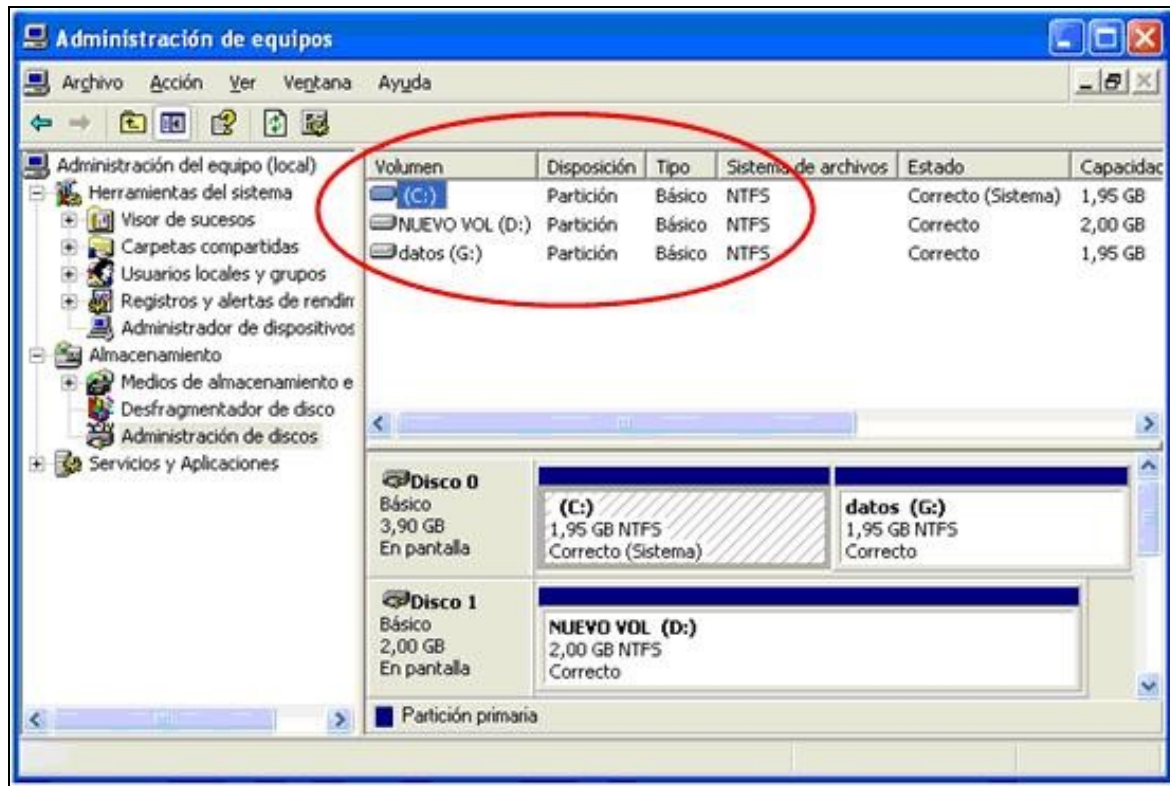 Administración de equipos
Archivo Acción Ver Ventana Ayuda
Administración del equipo (local)
Herramientas del sistema
Visor de sucesos
Carpetas compartidas
Usuarios locales y grupos
Registros y alertas de rendim
Administrador de dispositivos
Almacenamiento
Medios de almacenamiento e
Desfragmentador de disco
Administración de discos
Servicios y Aplicaciones
Volumen Disposición Tipo Sistema de archivos Estado Capacidac
(C:) Partición Básico NTFS Correcto (Sistema) 1,95 GB
NUEVO VOL (D:) Partición Básico NTFS Correcto 2,00 GB
datos (G:) Partición Básico NTFS Correcto 1,95 GB
Disco 0
Básico
3,90 GB
En pantalla
(C:)
1,95 GB NTFS
Correcto (Sistema)
datos (G:)
1,95 GB NTFS
Correcto
Disco 1
Básico
2,00 GB
En pantalla
NUEVO VOL (D:)
2,00 GB NTFS
Correcto
Partición primaria